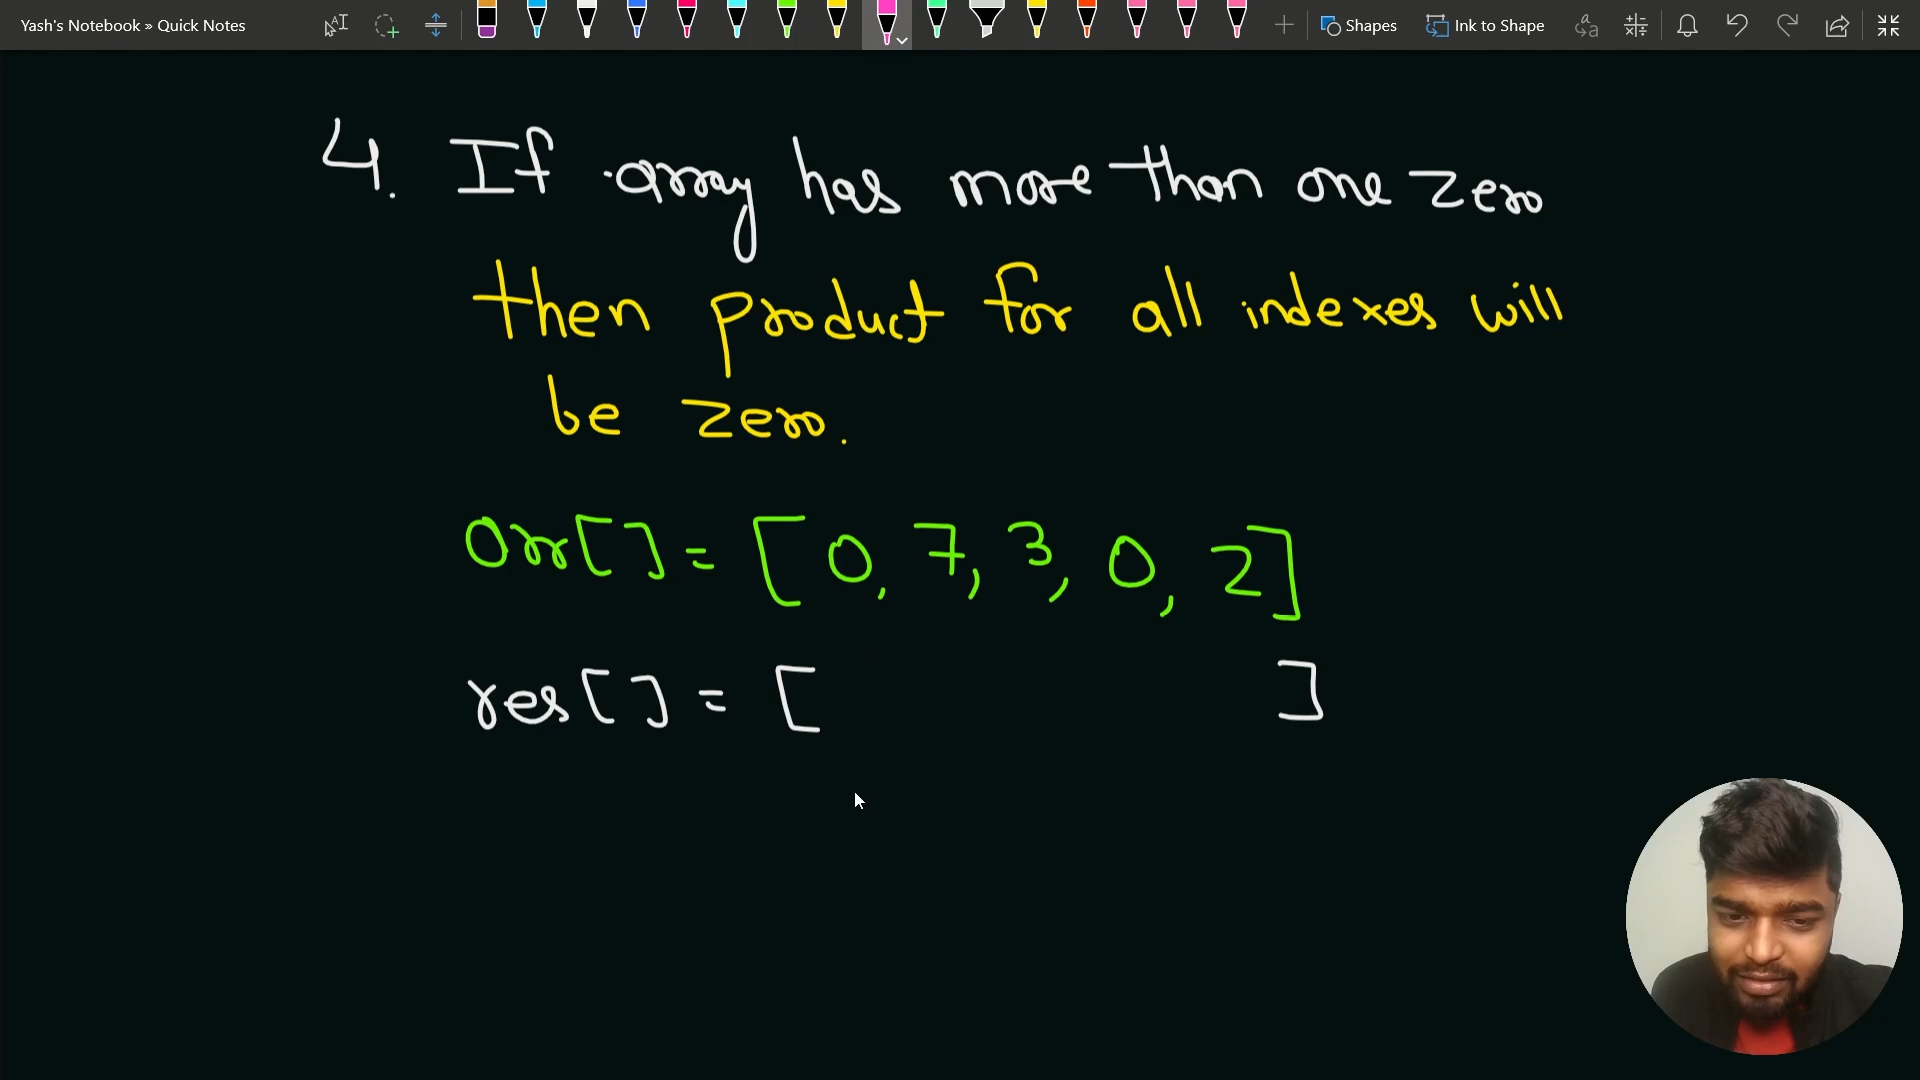 Yash's Notebook » Quick Notes
Shapes
Ink to Shape
4. If array has more than one zero
then product for all indexes will
be zero.
arr[] = [0, 7, 3, 0, 2]
res[] = [ ]